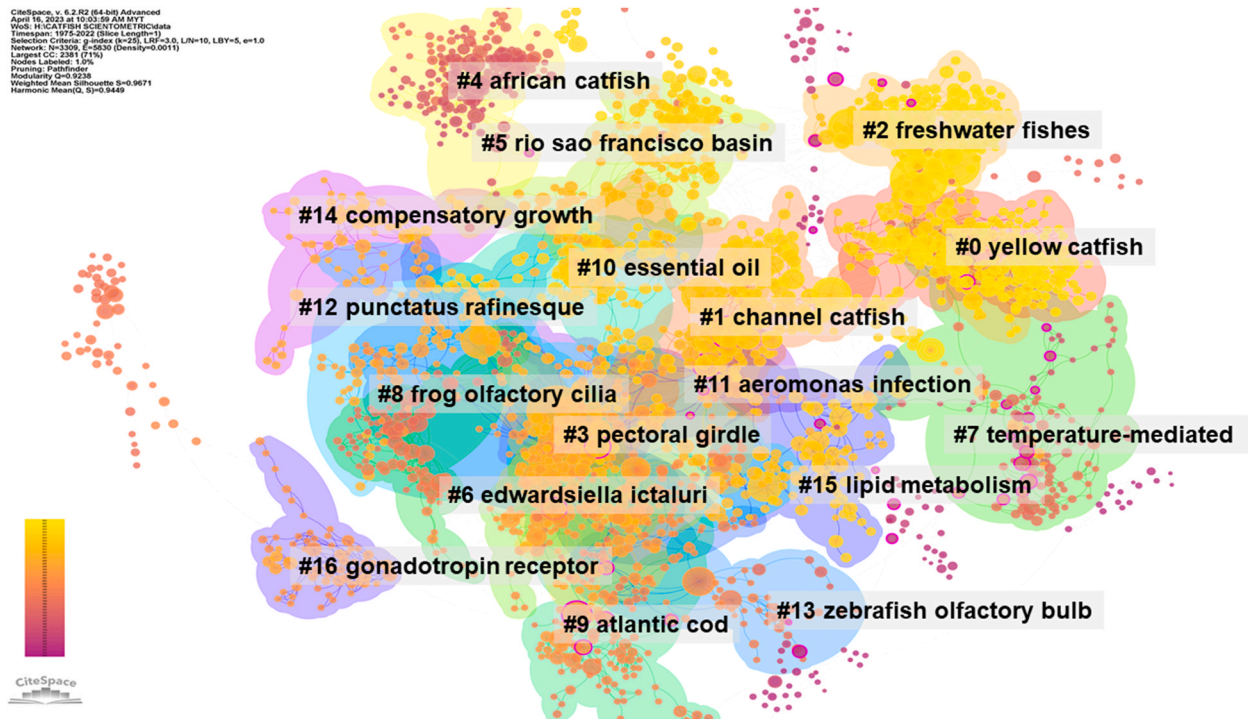 CiteSpace, v. 6.2.R2 (64-bit) Advanced
April 16, 2023 at 10:03:59 AM MYT
WoS: H:\CATFISH SCIENTOMETRIC\data
Timespan: 1975-2022 (Slice Length=1)
Selection Criteria: g-index (k=25), LRF=3.0, L/N=10, LBY=5, e=1.0
Network: N=3309, E=5830 (Density=0.0011)
Largest CC: 2381 (71%)
Nodes Labeled: 1.0%
Pruning: Pathfinder
Modularity Q=0.9238
Weighted Mean Silhouette S=0.9671
Harmonic Mean(Q, S)=0.9449
#4 african catfish
#2 freshwater fishes
#5 rio sao francisco basin
#14 compensatory growth
#0 yellow catfish
#10 essential oil
#12 punctatus rafinesque
#1 channel catfish
#11 aeromonas infection
#8 frog olfactory cilia
#3 pectoral girdle
#7 temperature-mediated
#15 lipid metabolism
#6 edwardsiella ictaluri
#16 gonadotropin receptor
#13 zebrafish olfactory bulb
#9 atlantic cod
CiteSpace